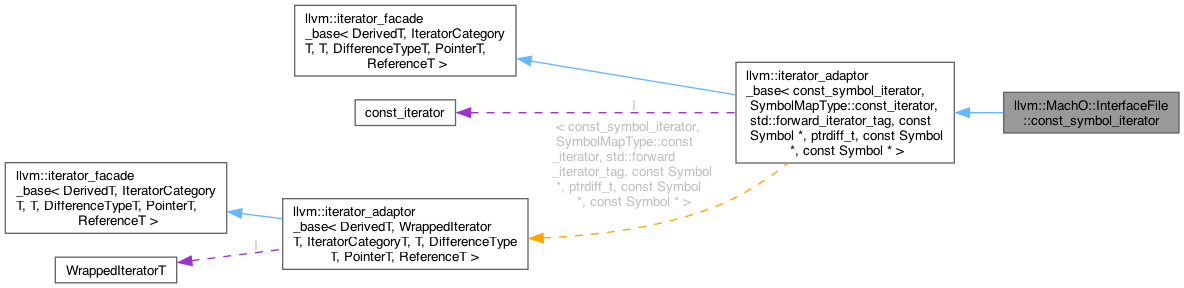 llvm::iterator_facade
_base< DerivedT, IteratorCategory
T, T, DifferenceTypeT, PointerT,
ReferenceT >
const_iterator
I
< const_symbol_iterator,
SymbolMapType::const
_iterator, std::forward
_iterator_tag, const Symbol
*, ptrdiff_t, const Symbol
*, const Symbol * >
llvm::iterator_adaptor
_base< const_symbol_iterator,
SymbolMapType::const_iterator,
std::forward_iterator_tag, const
Symbol *, ptrdiff_t, const Symbol
*, const Symbol * >
llvm::MachO::InterfaceFile
::const_symbol_iterator
llvm::iterator_facade
_base< DerivedT, IteratorCategory
T, T, DifferenceTypeT, PointerT,
ReferenceT >
WrappedIteratorT
I
llvm::iterator_adaptor
_base< DerivedT, WrappedIterator
T, IteratorCategoryT, T, DifferenceType
T, PointerT, ReferenceT >